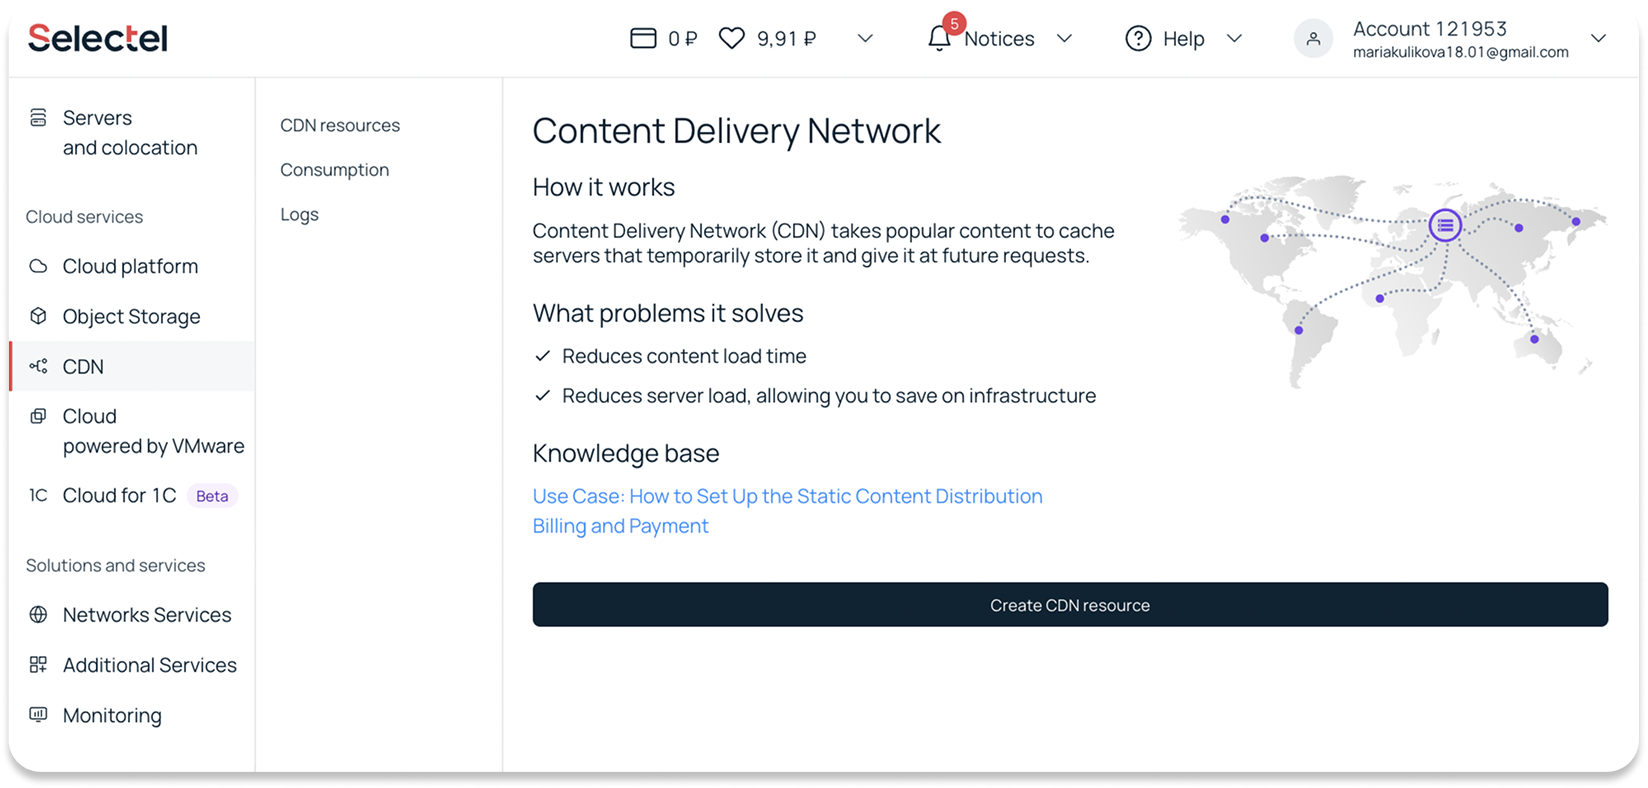 Selectel
0 ₽
9,91 ₽
5
Notices
Help
Account 121953
mariakulikova18.01@gmail.com
Servers
and colocation
Cloud services
Cloud platform
Object Storage
CDN
Cloud
powered by VMware
1C Cloud for 1C Beta
Solutions and services
Networks Services
Additional Services
Monitoring
CDN resources
Consumption
Logs
Content Delivery Network
How it works
Content Delivery Network (CDN) takes popular content to cache
servers that temporarily store it and give it at future requests.
What problems it solves
Reduces content load time
Reduces server load, allowing you to save on infrastructure
Knowledge base
Use Case: How to Set Up the Static Content Distribution
Billing and Payment
Create CDN resource